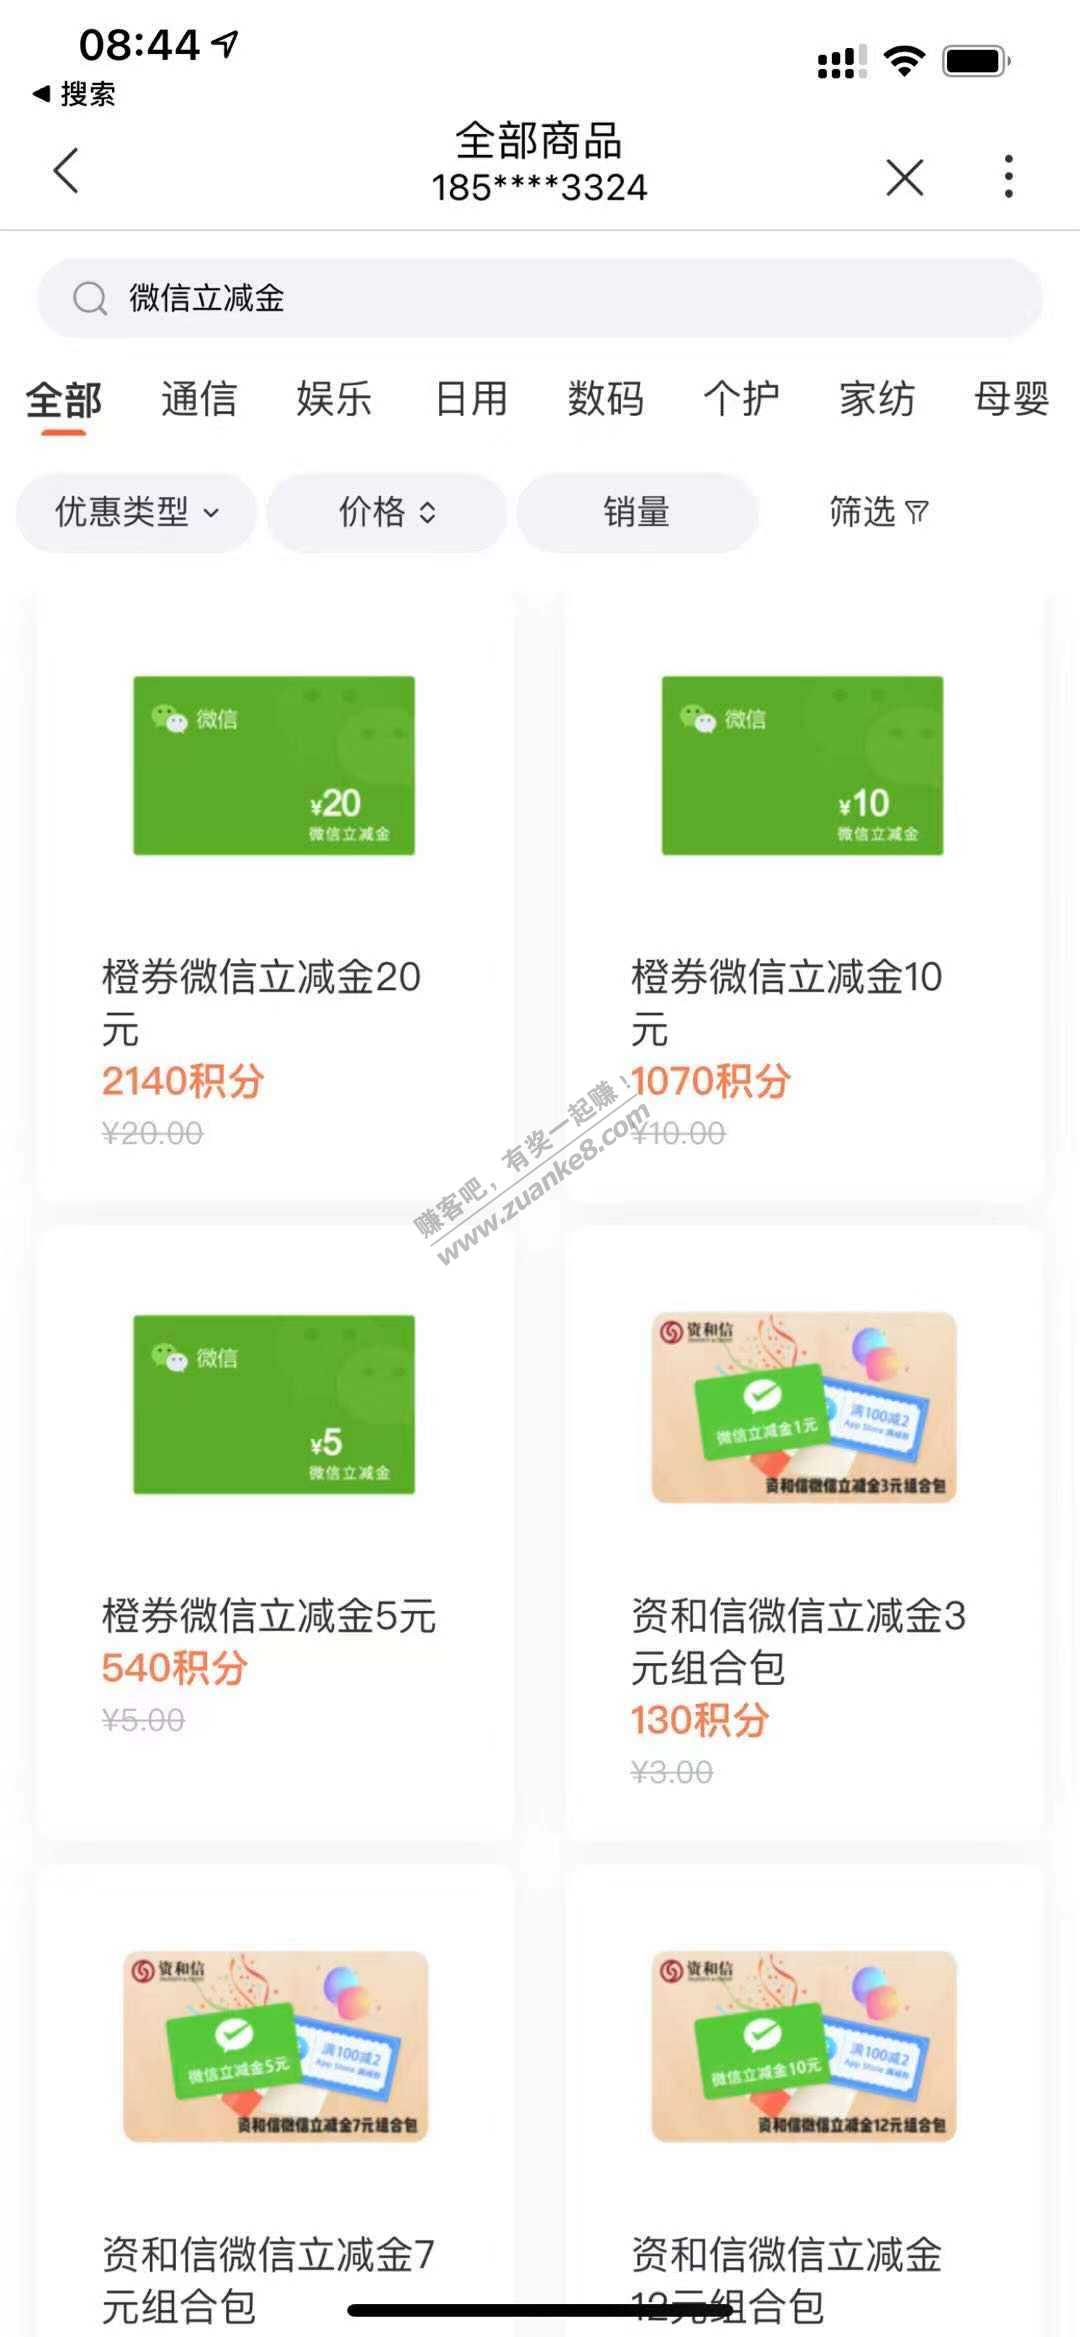 08:44
搜索
全部商品
185****3324
微信立减金
全部 通信 娱乐 日用 数码 个护 家纺 母婴
优惠类型 价格 销量 筛选
微信
¥20
微信立减金
微信
¥10
微信立减金
橙券微信立减金20
元
2140积分
¥20.00
橙券微信立减金10
元
1070积分
¥10.00
赚客吧，有奖一起赚！
www.zuanke8.com
微信
¥5
微信立减金
资和信
微信立减金1元
满100减2
资和信微信立减金3元组合包
橙券微信立减金5元
540积分
¥5.00
资和信微信立减金3
元组合包
130积分
¥3.00
资和信
微信立减金5元
满100减2
资和信微信立减金7元组合包
资和信
微信立减金10元
满100减2
资和信微信立减金12元组合包
资和信微信立减金7
元组合包
资和信微信立减金
12元组合包